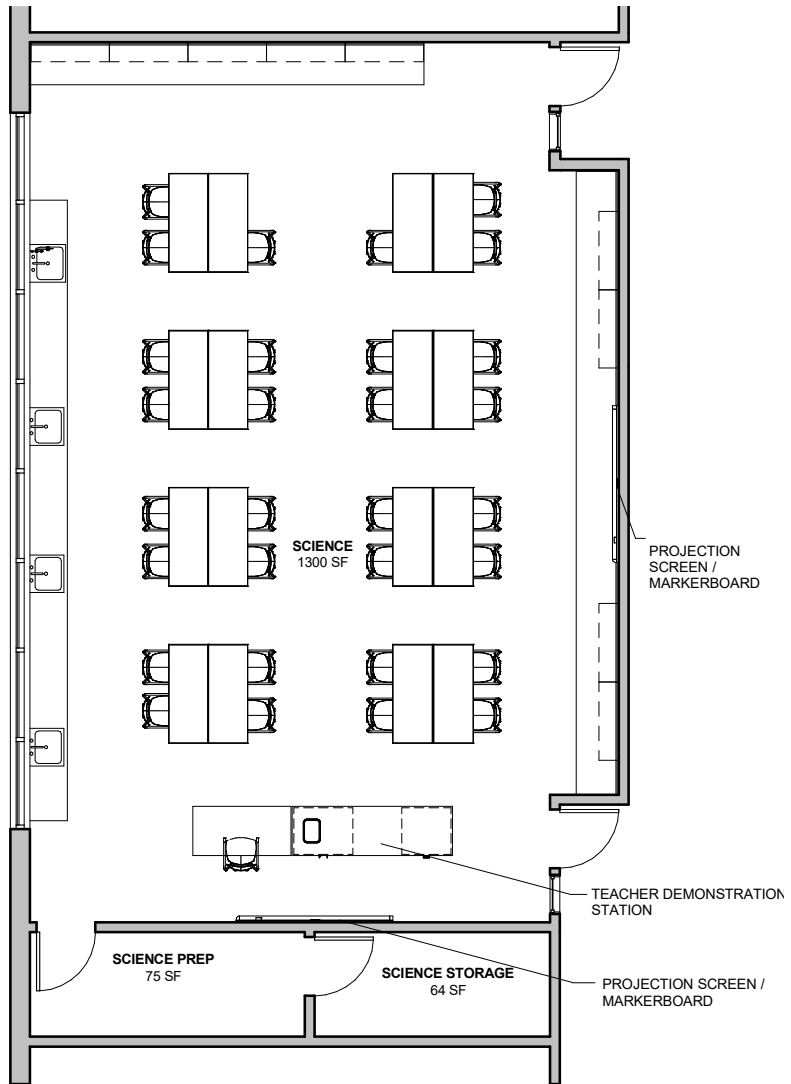 SCIENCE
1300 SF
PROJECTION
SCREEN /
MARKERBOARD
TEACHER DEMONSTRATION
STATION
SCIENCE PREP
75 SF
SCIENCE STORAGE
64 SF
PROJECTION SCREEN /
MARKERBOARD